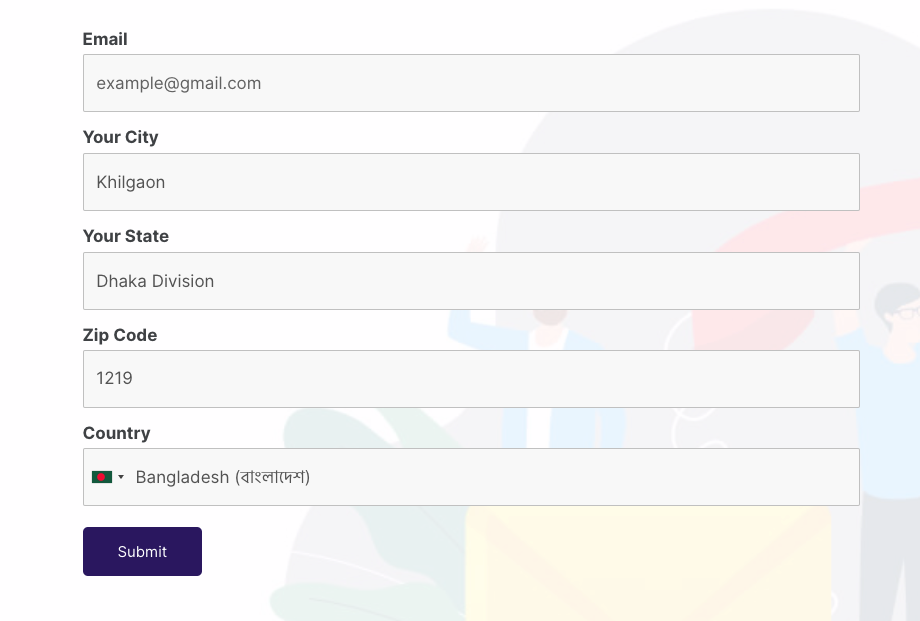 Email
example@gmail.com
Your City
Khilgaon
Your State
Dhaka Division
Zip Code
1219
Country
Bangladesh (বাংলাদেশ)
Submit